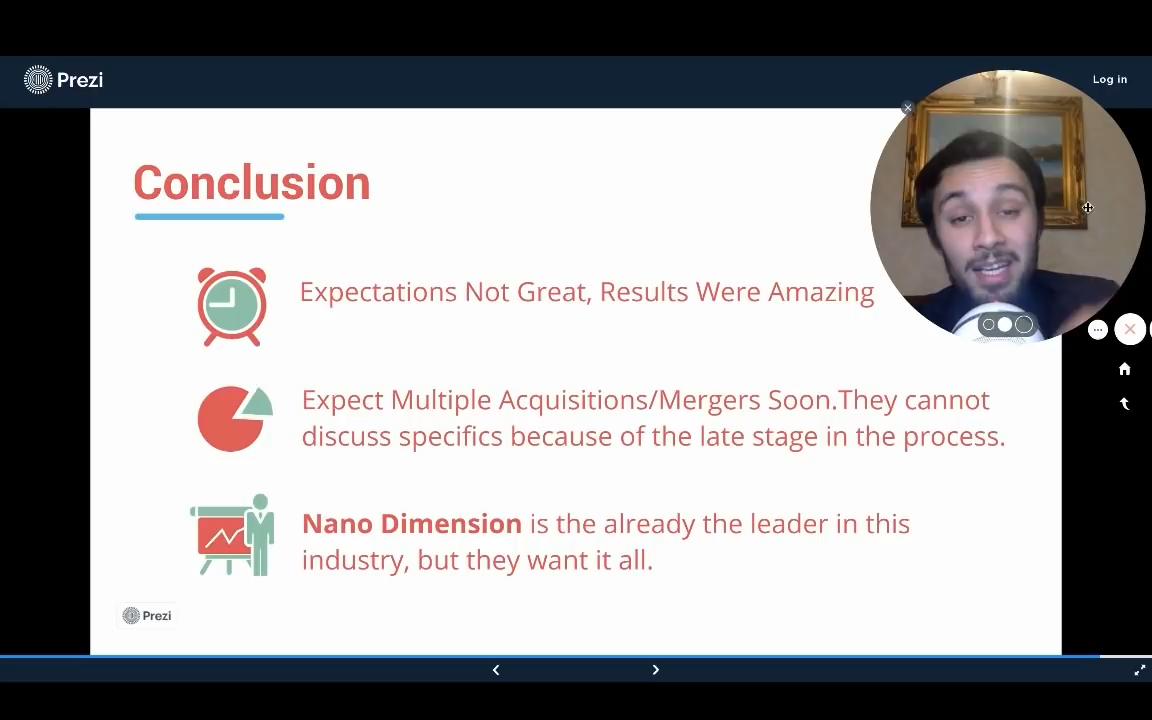 Prezi
Log in
Conclusion
Expectations Not Great, Results Were Amazing
Expect Multiple Acquisitions/Mergers Soon.They cannot
discuss specifics because of the late stage in the process.
Nano Dimension is the already the leader in this
industry, but they want it all.
Prezi